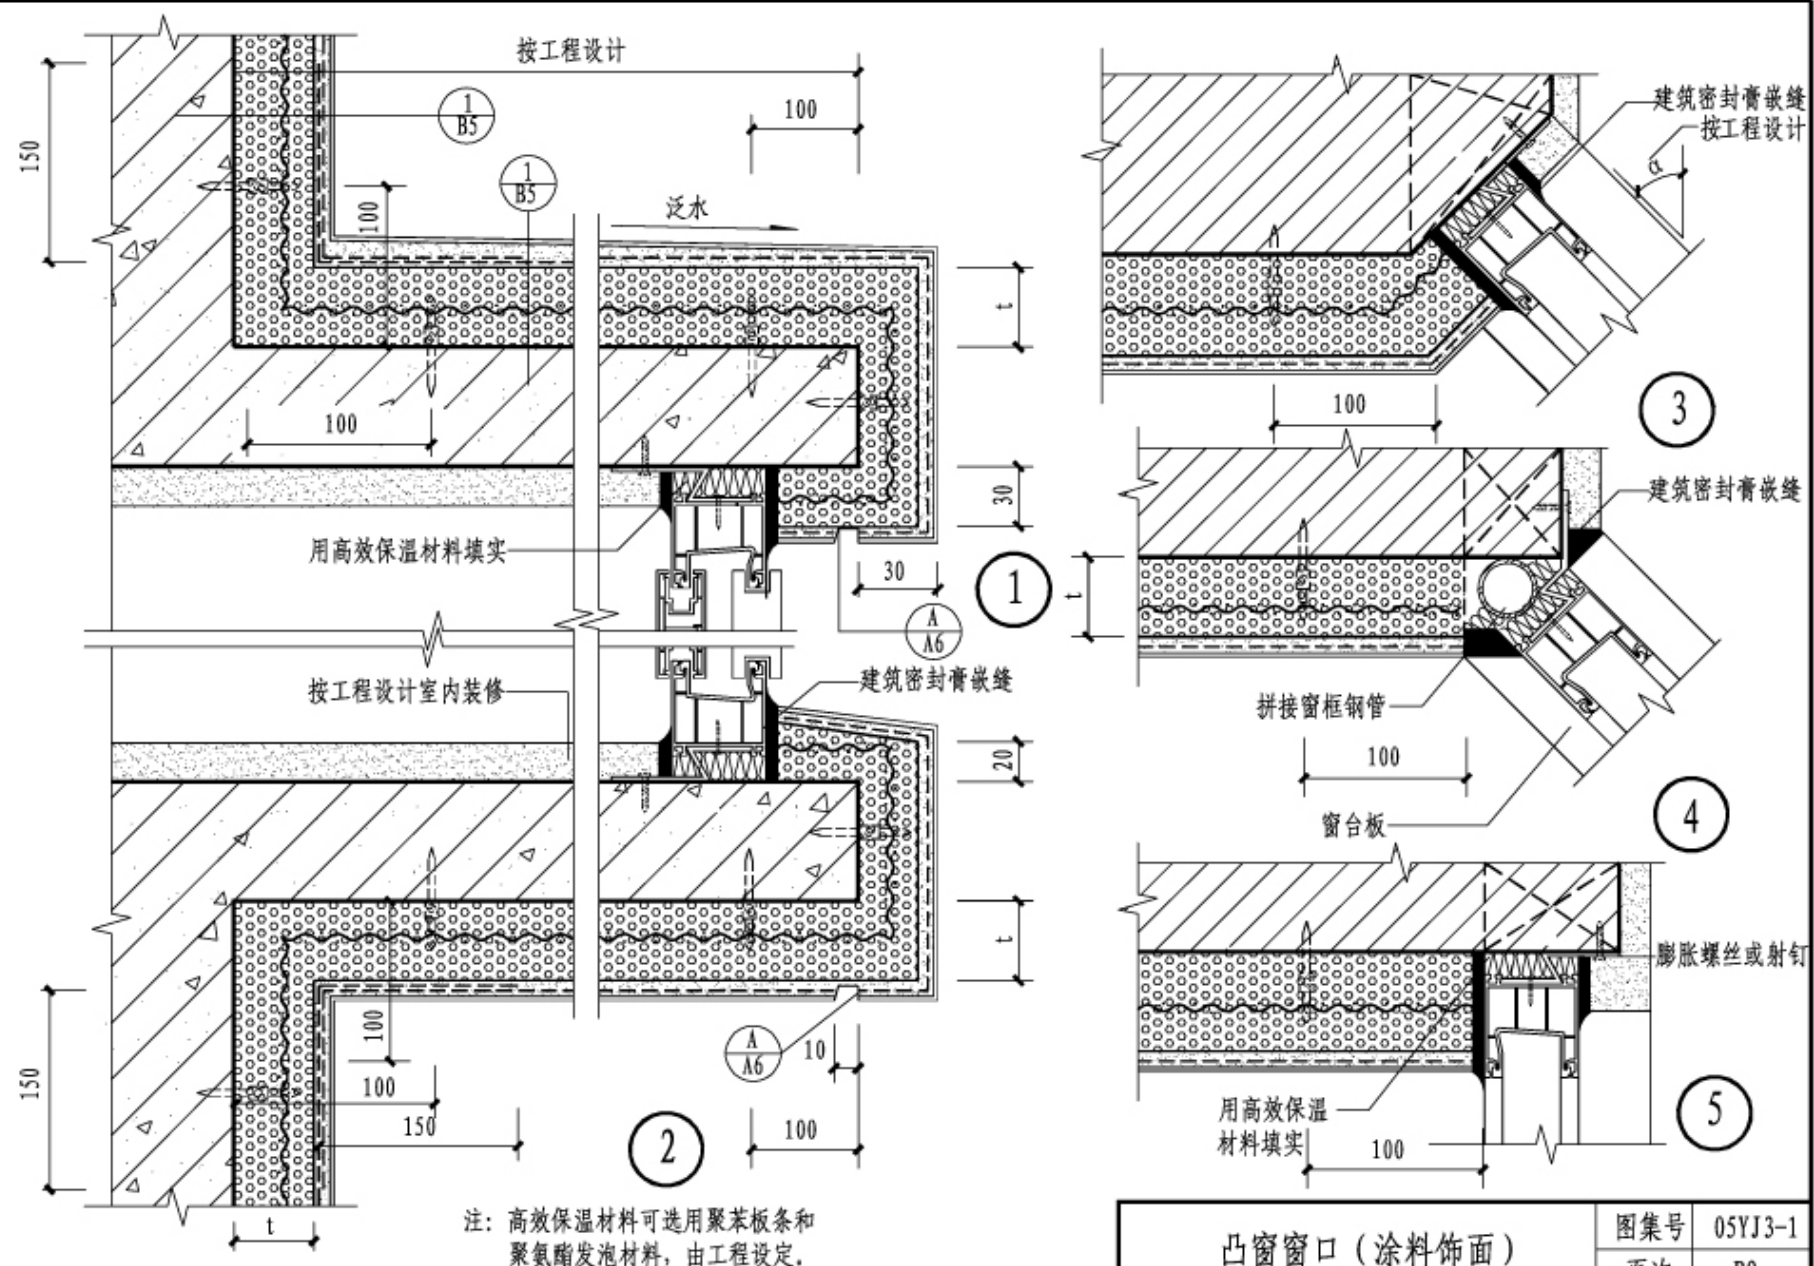 按工程设计
1
B5
100
150
1
B5
100
泛水
t
100
30
用高效保温材料填实
30
1
A
A6
按工程设计室内装修
建筑密封膏嵌缝
20
t
100
A
A6
10
150
100
150
2
100
t
注：高效保温材料可选用聚苯板条和
聚氨酯发泡材料，由工程设定.
建筑密封膏嵌缝
按工程设计
α
100
3
建筑密封膏嵌缝
t
拼接窗框钢管
100
窗台板
4
膨胀螺丝或射钉
用高效保温
材料填实
100
5
凸窗窗口（涂料饰面）
图集号 05YJ3-1